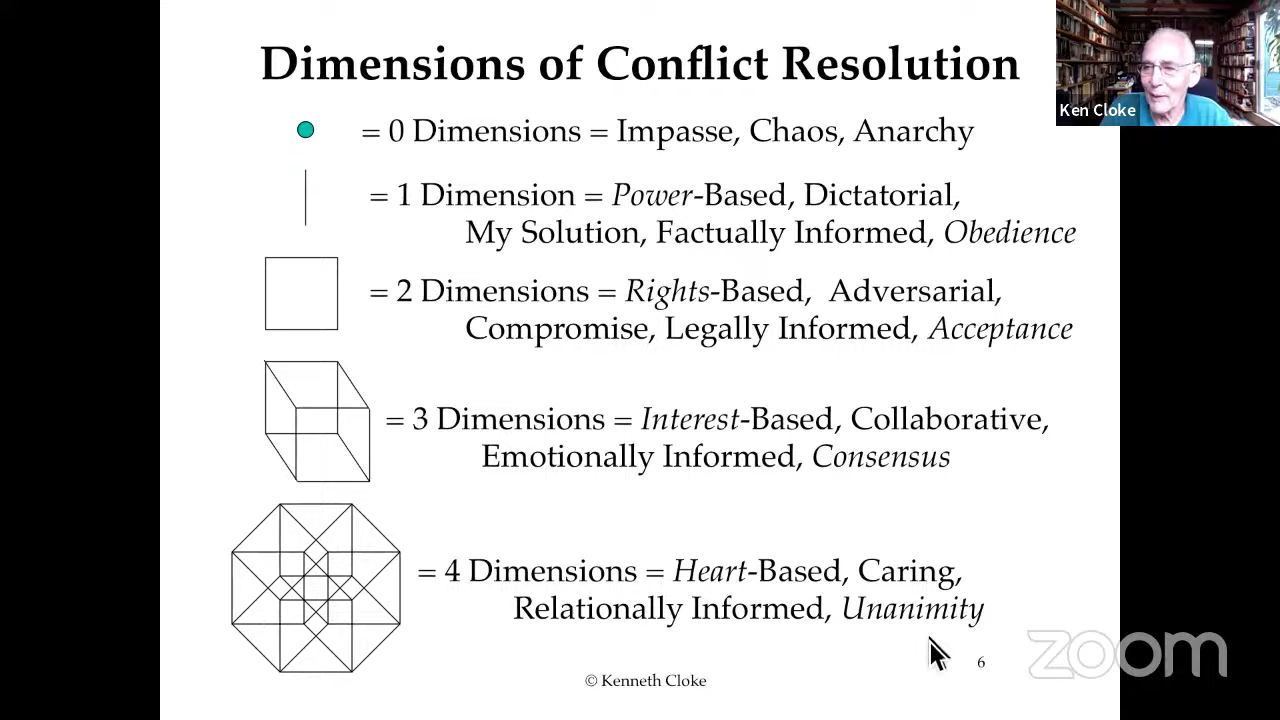 Dimensions of Conflict Resolution
Ken Cloke
= 0 Dimensions = Impasse, Chaos, Anarchy
= 1 Dimension = Power-Based, Dictatorial,
My Solution, Factually Informed, Obedience
= 2 Dimensions = Rights-Based, Adversarial,
Compromise, Legally Informed, Acceptance
= 3 Dimensions = Interest-Based, Collaborative,
Emotionally Informed, Consensus
= 4 Dimensions = Heart-Based, Caring,
Relationally Informed, Unanimity
6
zoom
© Kenneth Cloke